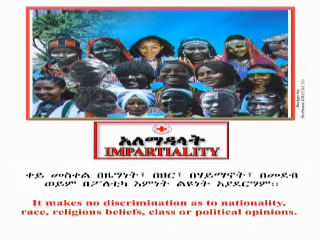 አለማዳላት
IMPARTIALITY
ቀይ መስቀል በዜግነት፣ በዘር፣ በሃይማኖት፣ በመደብ
ወይም በፖለቲካ እምነት ልዩነት አያደርግም፡፡
It makes no discrimination as to nationality,
race, religious beliefs, class or political opinions.